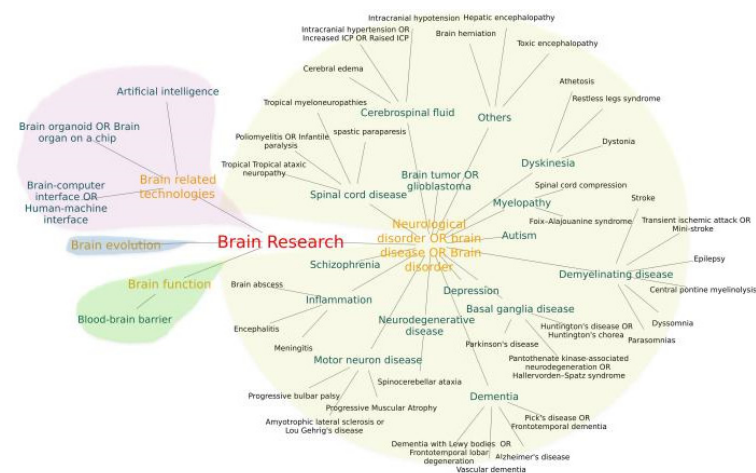 Intracranial hypotension
Hepatic encephalopathy
Intracranial hypertension OR
Increased ICP OR Raised ICP
Brain herniation
Toxic encephalopathy
Cerebral edema
Athetosis
Artificial intelligence
Restless legs syndrome
Tropical myeloneuropathies
Cerebrospinal fluid
Others
Brain organoid OR Brain
organ on a chip
Poliomyelitis OR Infantile
paralysis
spastic paraparesis
Dystonia
Tropical Tropical ataxic
neuropathy
Dyskinesia
Brain related
technologies
Brain tumor OR
glioblastoma
Spinal cord compression
Brain-computer
interface OR
Human-machine
interface
Spinal cord disease
Myelopathy
Stroke
Foix-Alajouanine syndrome
Transient ischemic attack OR
Mini-stroke
Neurological
disorder OR brain
disease OR Brain
disorder
Autism
Brain evolution
Brain Research
Epilepsy
Schizophrenia
Demyelinating disease
Brain function
Brain abscess
Depression
Central pontine myelinolysis
Inflammation
Basal ganglia disease
Blood-brain barrier
Neurodegenerative
disease
Huntington's disease OR
Huntington's chorea
Dyssomnia
Encephalitis
Parasomnias
Meningitis
Parkinson's disease
Motor neuron disease
Pantothenate kinase-associated
neurodegeneration OR
Hallervorden–Spatz syndrome
Spinocerebellar ataxia
Progressive bulbar palsy
Dementia
Progressive Muscular Atrophy
Amyotrophic lateral sclerosis or
Lou Gehrig's disease
Pick's disease OR
Frontotemporal dementia
Dementia with Lewy bodies OR
Frontotemporal lobar
degeneration
Alzheimer's disease
Vascular dementia